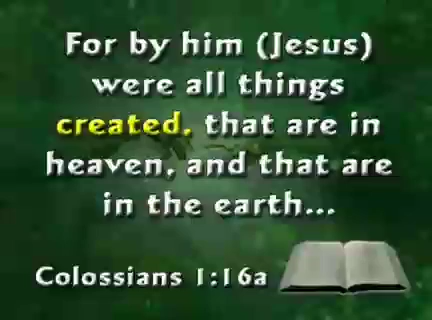 For by him (Jesus)
were all things
created, that are in
heaven, and that are
in the earth...
Colossians 1:16a